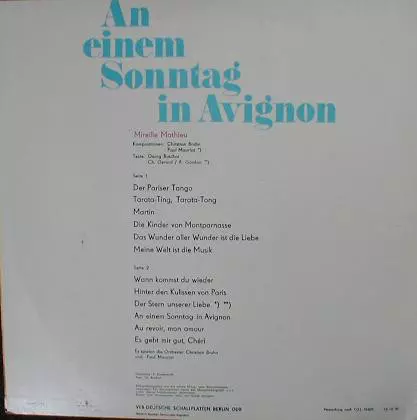 An
einem
Sonntag
in Avignon
Mireille Mathieu
Kompositionen: Christian Bruhn
Paul Mauriat *)
Texte: Georg Buschor
Seite 1
Der Pariser Tango
Tarata-Ting, Tarata-Tong
Martin
Die Kinder von Montparnasse
Das Wunder aller Wunder ist die Liebe
Meine Welt ist die Musik
Seite 2
Wann kommst du wieder
Hinter den Kulissen von Paris
Der Stern unserer Liebe *) **)
An einem Sonntag in Avignon
Au revoir, mon amour
Es geht mir gut, Chéri
Es spielen die Orchester Christian Bruhn
und Paul Mauriat
VEB DEUTSCHE SCHALLPLATTEN BERLIN DDR